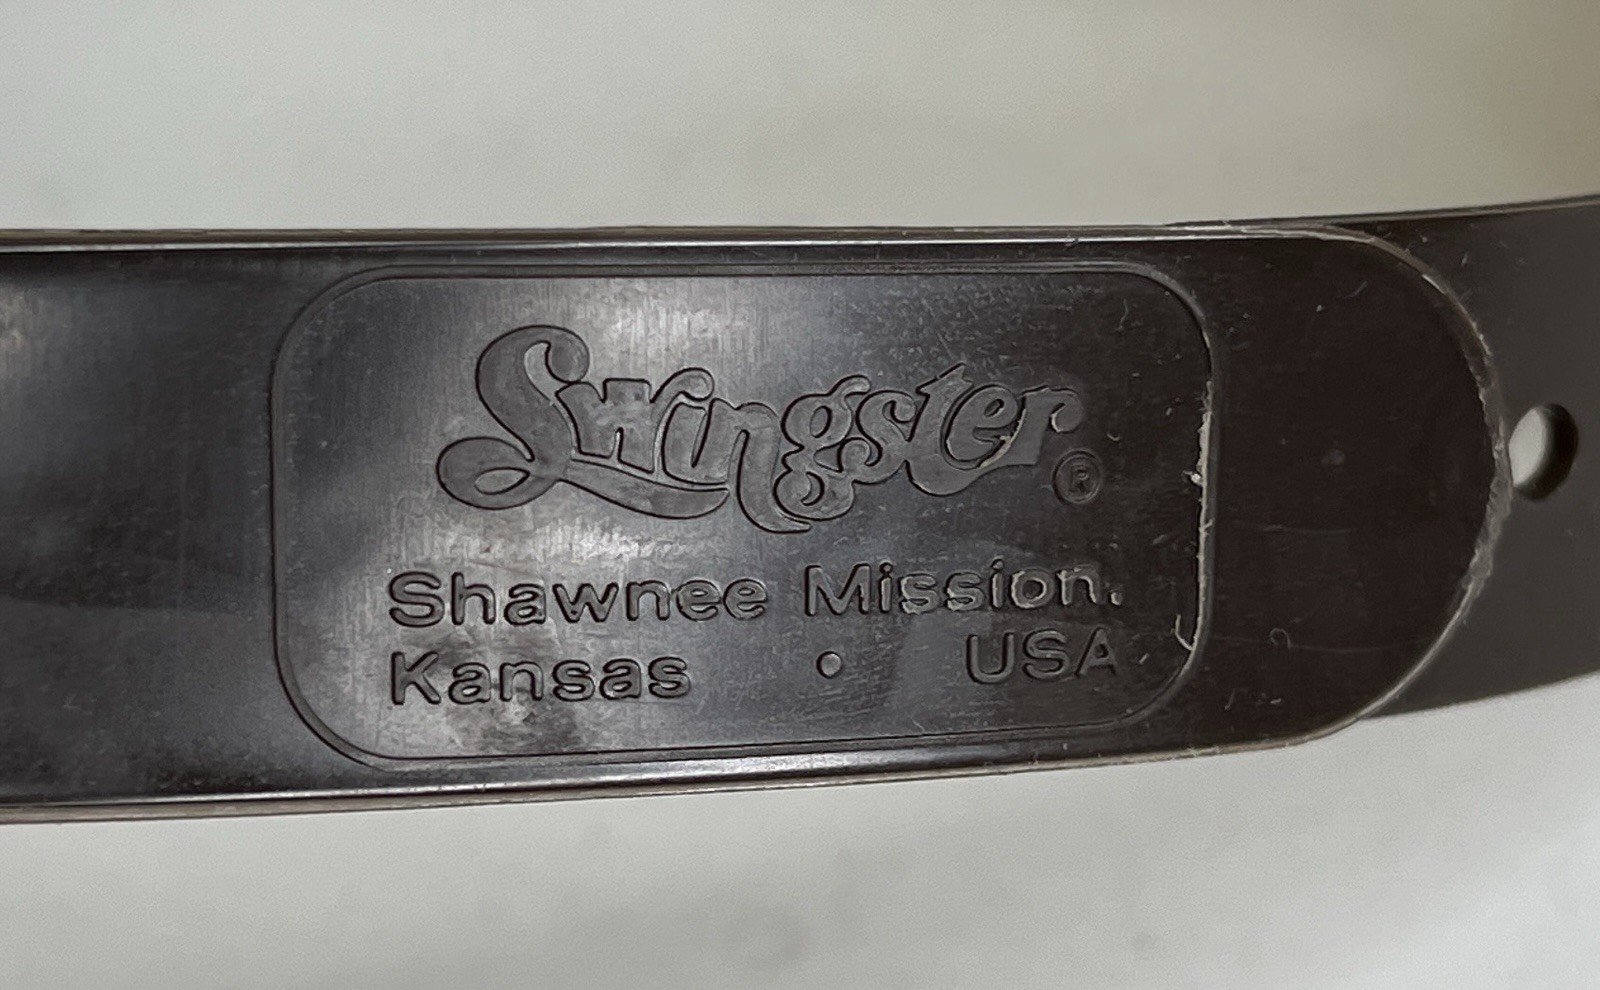 Swingster ®
Shawnee Mission.
Kansas • USA